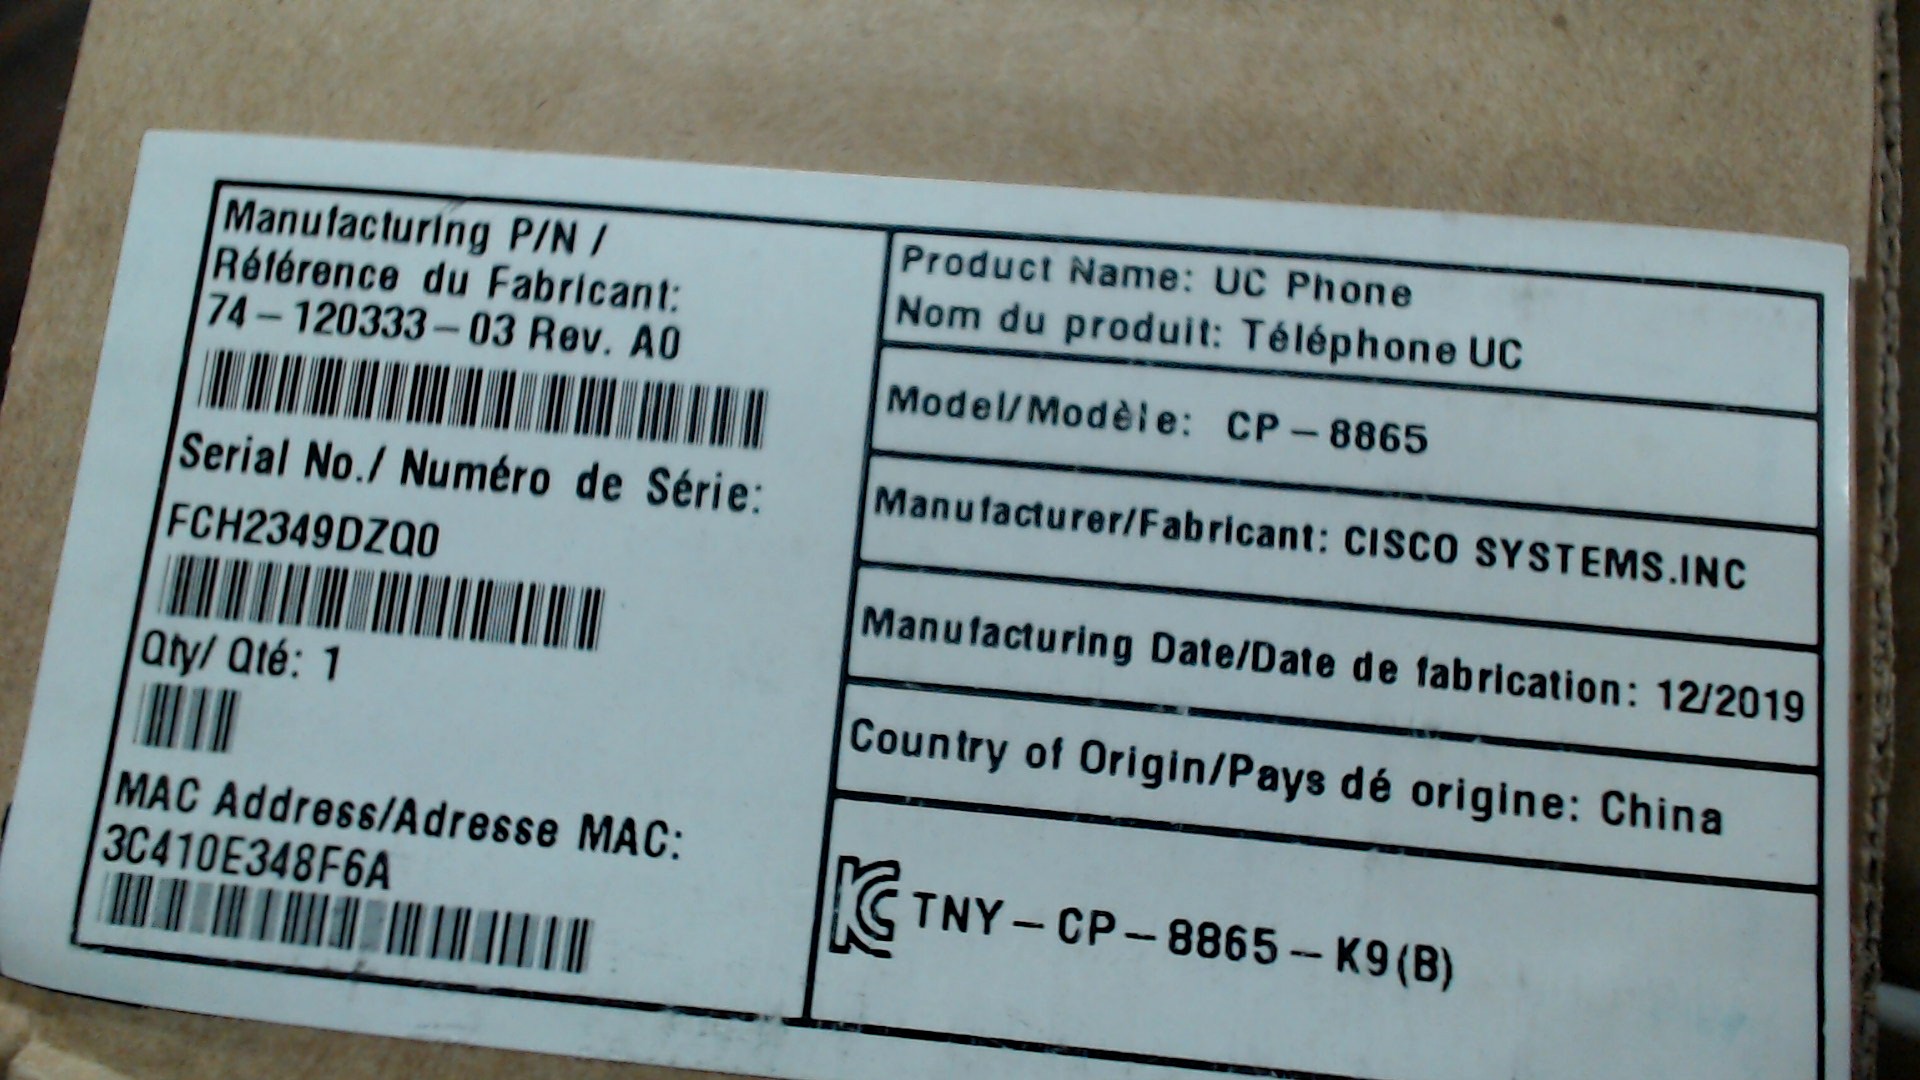 Manufacturing P/N /
Référence du Fabricant:
74-120333-03 Rev. A0
Serial No./ Numéro de Série:
FCH2349DZQ0
Qty/ Qté: 1
MAC Address/Adresse MAC:
3C410E348F6A
Product Name: UC Phone
Nom du produit: Téléphone UC
Model/Modèle: CP-8865
Manufacturer/Fabricant: CISCO SYSTEMS.INC
Manufacturing Date/Date de fabrication: 12/2019
Country of Origin/Pays dé origine: China
KC TNY-CP-8865-K9(B)